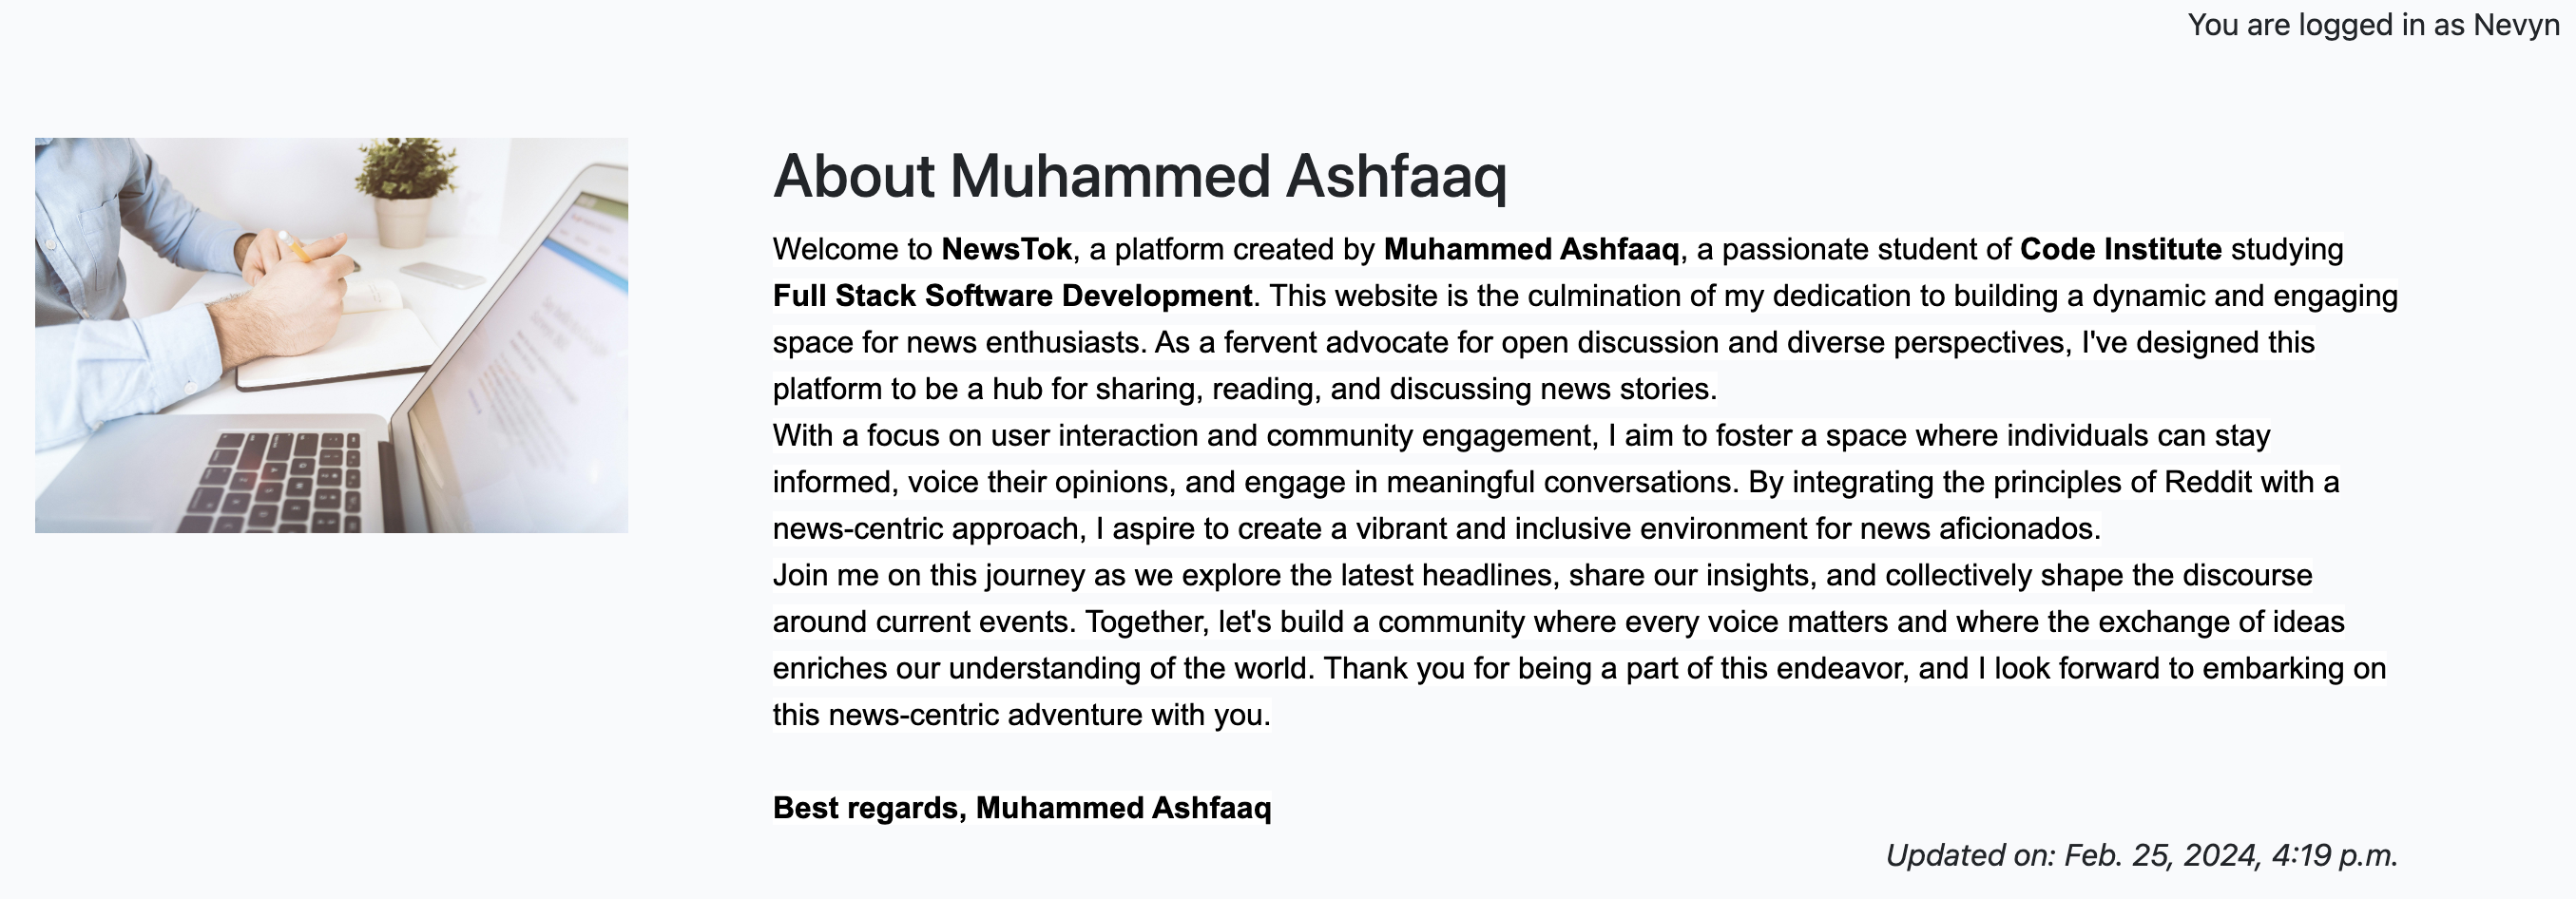 You are logged in as Nevyn
About Muhammed Ashfaaq
Welcome to NewsTok, a platform created by Muhammed Ashfaaq, a passionate student of Code Institute studying
Full Stack Software Development. This website is the culmination of my dedication to building a dynamic and engaging
space for news enthusiasts. As a fervent advocate for open discussion and diverse perspectives, I've designed this
platform to be a hub for sharing, reading, and discussing news stories.
With a focus on user interaction and community engagement, I aim to foster a space where individuals can stay
informed, voice their opinions, and engage in meaningful conversations. By integrating the principles of Reddit with a
news-centric approach, I aspire to create a vibrant and inclusive environment for news aficionados.
Join me on this journey as we explore the latest headlines, share our insights, and collectively shape the discourse
around current events. Together, let's build a community where every voice matters and where the exchange of ideas
enriches our understanding of the world. Thank you for being a part of this endeavor, and I look forward to embarking on
this news-centric adventure with you.
Best regards, Muhammed Ashfaaq
Updated on: Feb. 25, 2024, 4:19 p.m.